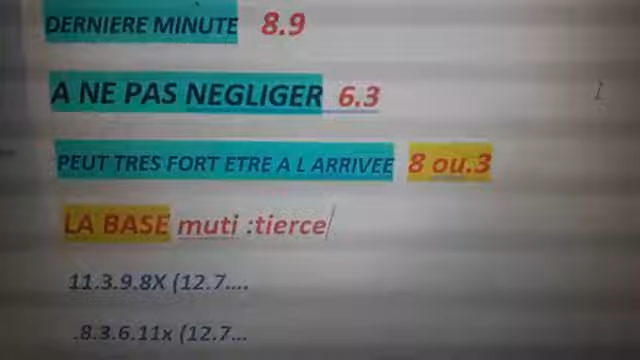 DERNIERE MINUTE 8.9
A NE PAS NEGLIGER 6.3
PEUT TRES FORT ETRE A L ARRIVEE 8 ou.3
LA BASE muti :tierce
11.3.9.8X (12.7....
.8.3.6.11x (12.7...